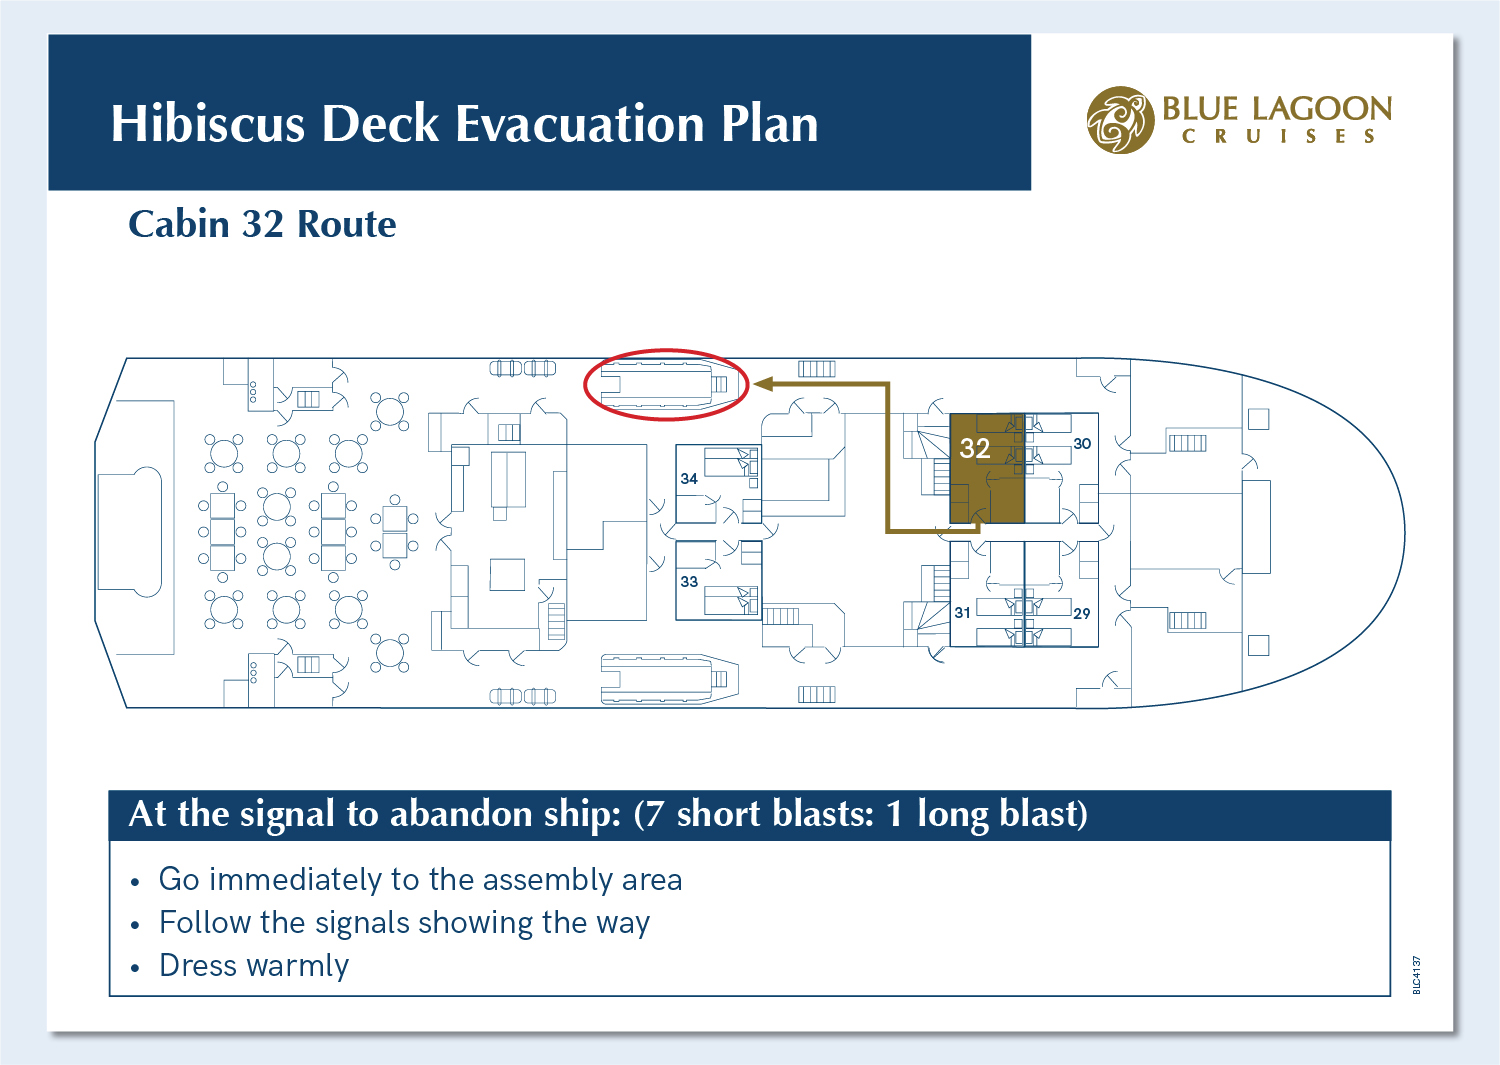 Hibiscus Deck Evacuation Plan
BLUE LAGOON
CRUISES
Cabin 32 Route
32
30
34
33
31
29
At the signal to abandon ship: (7 short blasts: 1 long blast)
• Go immediately to the assembly area
• Follow the signals showing the way
• Dress warmly
BLC4137